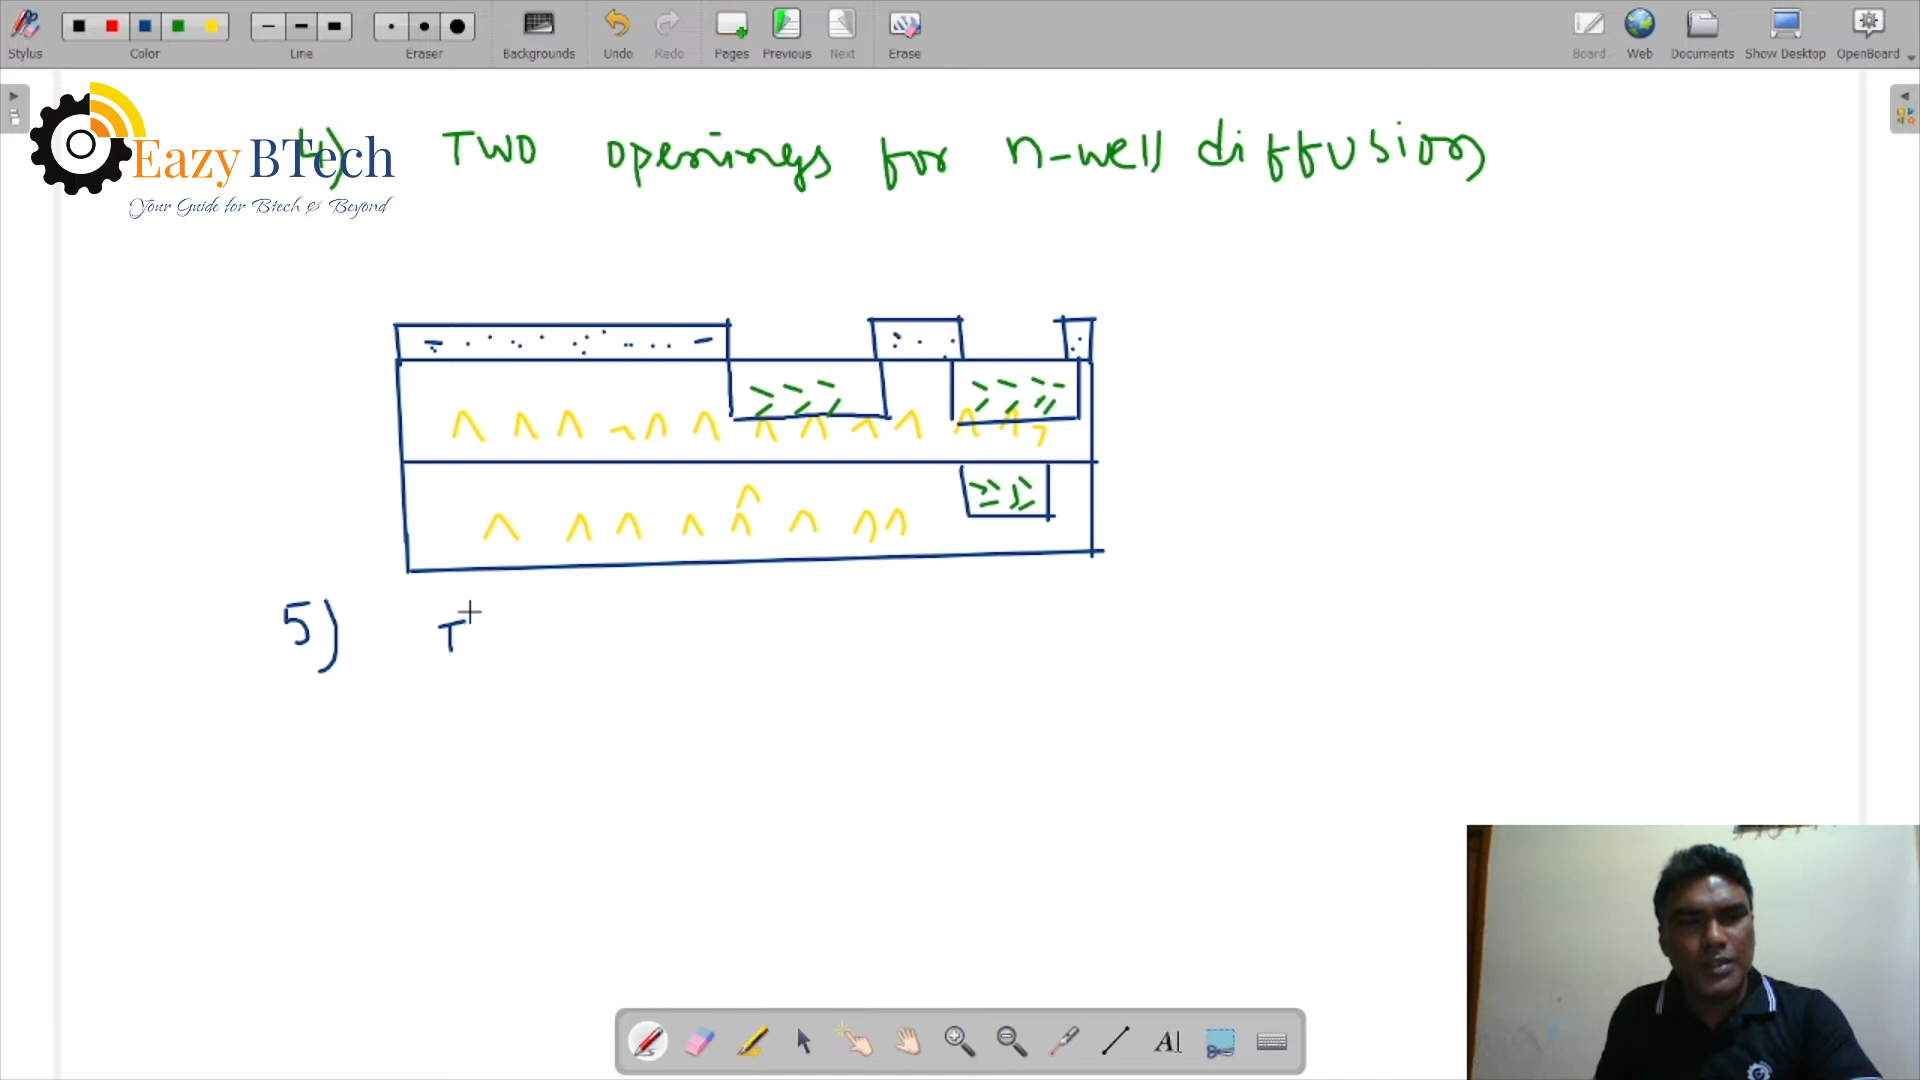 Stylus
Color
Line
Eraser
Backgrounds
Undo
Redo
Pages
Previous
Next
Erase
Board
Web
Documents
Show Desktop
OpenBoard
Eazy BTech
Your Guide for Btech & Beyond
4) TWO openings for n-well diffusion
5) T
AI